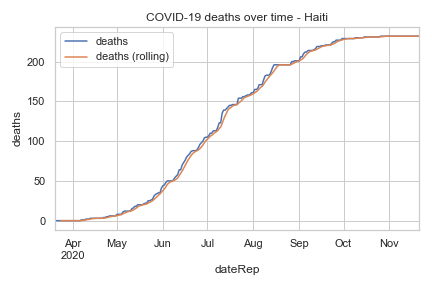 COVID-19 deaths over time - Haiti
deaths
deaths (rolling)
deaths
200
150
100
50
0
Apr May Jun Jul Aug Sep Oct Nov
2020
dateRep